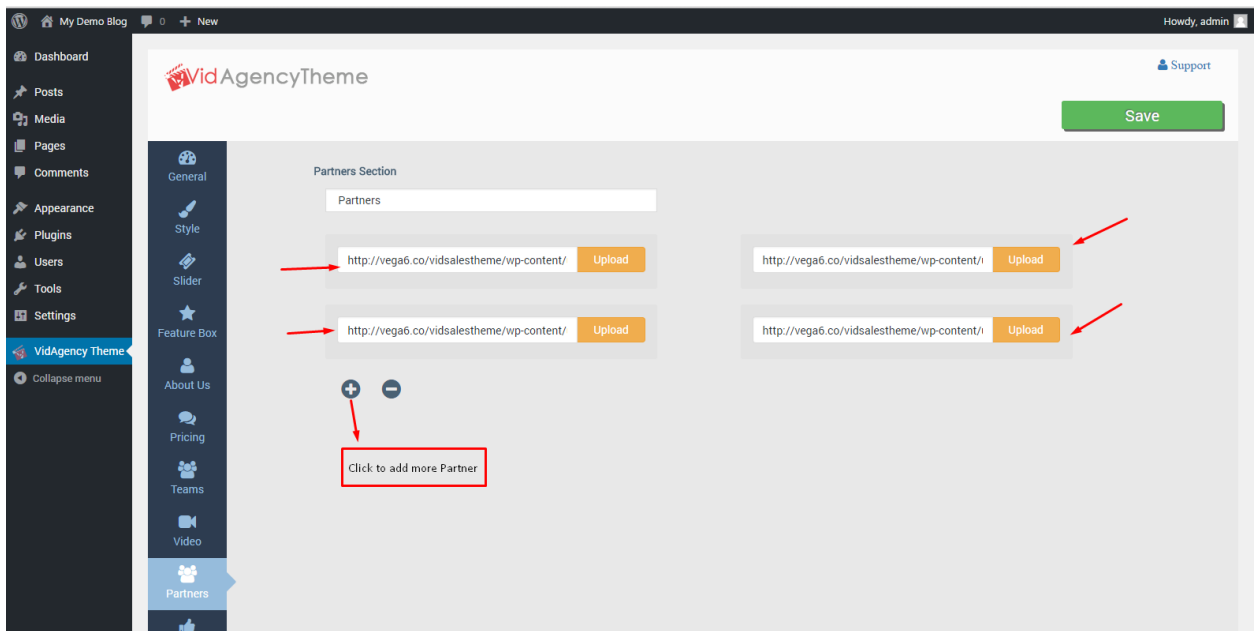 My Demo Blog 0 New Howdy, admin
Dashboard
Posts
Media
Pages
Comments
Appearance
Plugins
Users
Tools
Settings
VidAgency Theme
Collapse menu
VidAgencyTheme
Support
Save
General
Style
Slider
Feature Box
About Us
Pricing
Teams
Video
Partners
Partners Section
Partners
http://vega6.co/vidsalestheme/wp-content/ Upload http://vega6.co/vidsalestheme/wp-content/ Upload
http://vega6.co/vidsalestheme/wp-content/ Upload http://vega6.co/vidsalestheme/wp-content/ Upload
Click to add more Partner